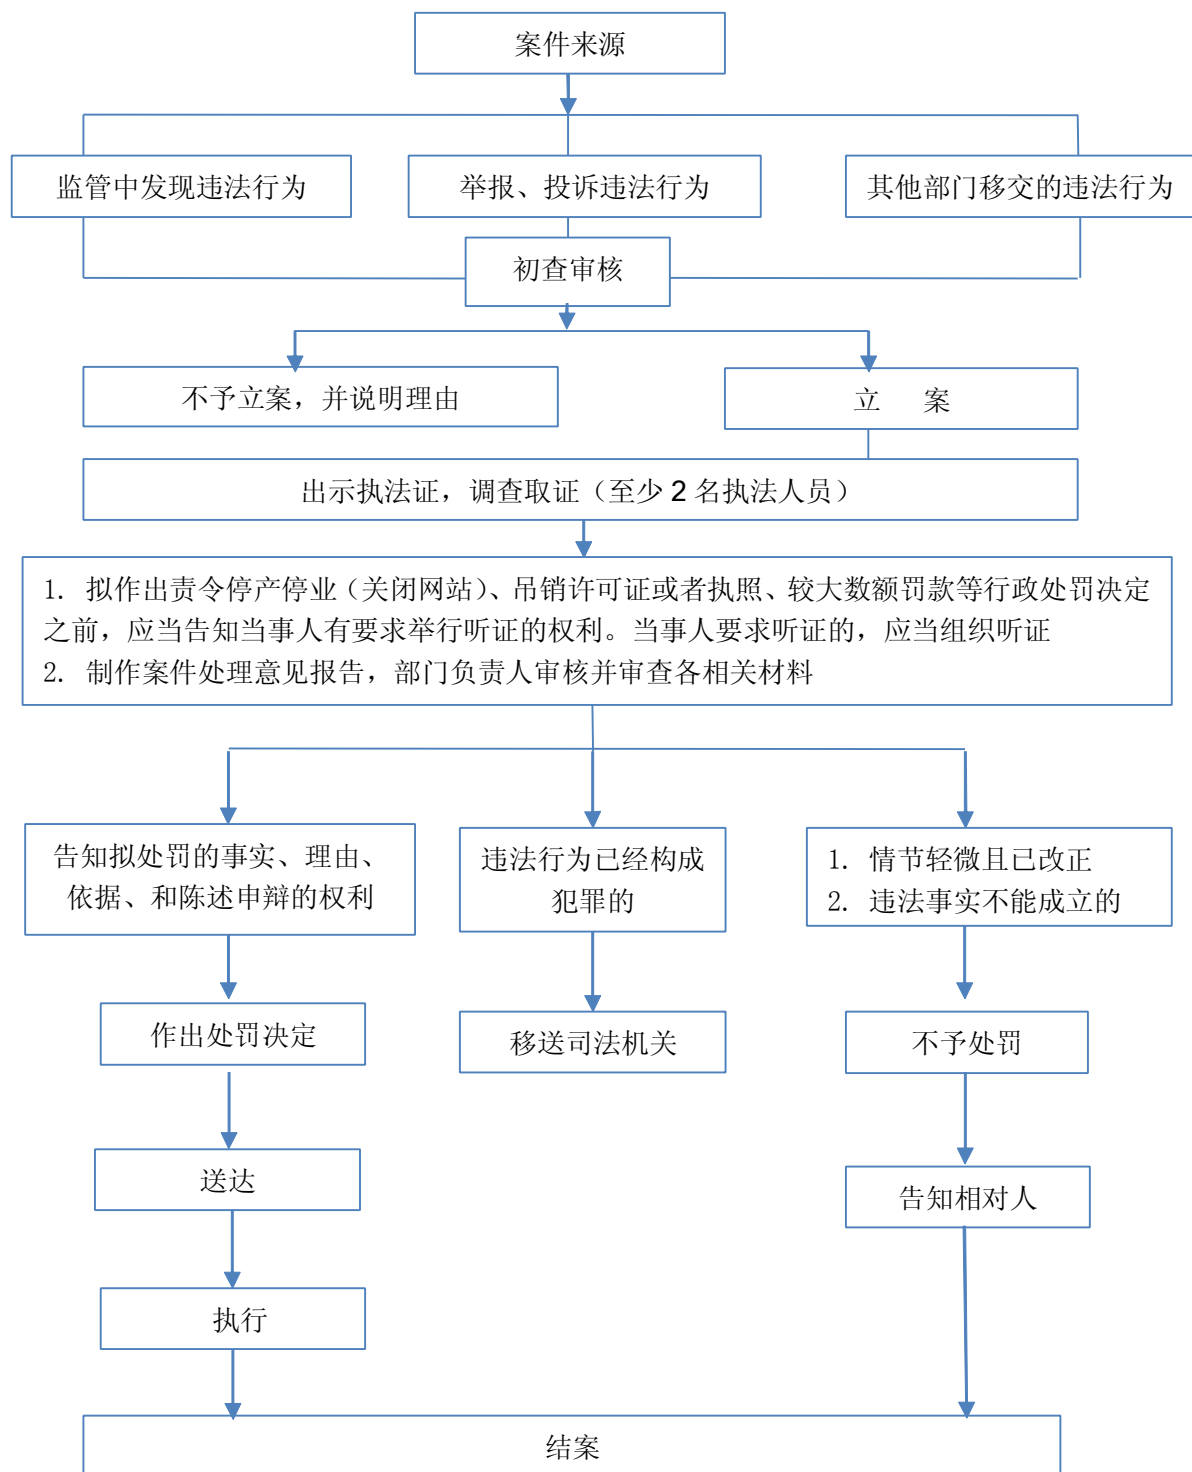 案件来源
监管中发现违法行为
举报、投诉违法行为
其他部门移交的违法行为
初查审核
不予立案，并说明理由
立 案
出示执法证，调查取证（至少 2 名执法人员）
1. 拟作出责令停产停业（关闭网站）、吊销许可证或者执照、较大数额罚款等行政处罚决定
之前，应当告知当事人有要求举行听证的权利。当事人要求听证的，应当组织听证
2. 制作案件处理意见报告，部门负责人审核并审查各相关材料
告知拟处罚的事实、理由、
依据、和陈述申辩的权利
违法行为已经构成
犯罪的
1. 情节轻微且已改正
2. 违法事实不能成立的
作出处罚决定
移送司法机关
不予处罚
送达
告知相对人
执行
结案